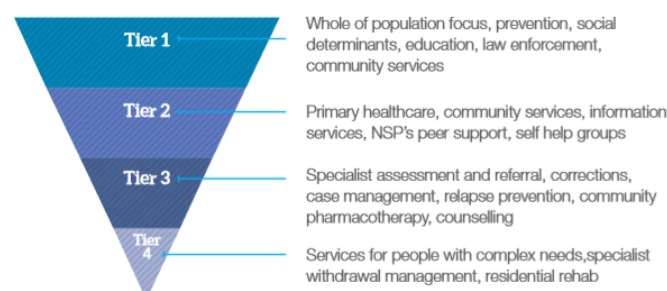 Tier 1
Whole of population focus, prevention, social
determinants, education, law enforcement,
community services
Tier 2
Primary healthcare, community services, information
services, NSP's peer support, self help groups
Tier 3
Specialist assessment and referral, corrections,
case management, relapse prevention, community
pharmacotherapy, counselling
Tier
4
Services for people with complex needs,specialist
withdrawal management, residential rehab